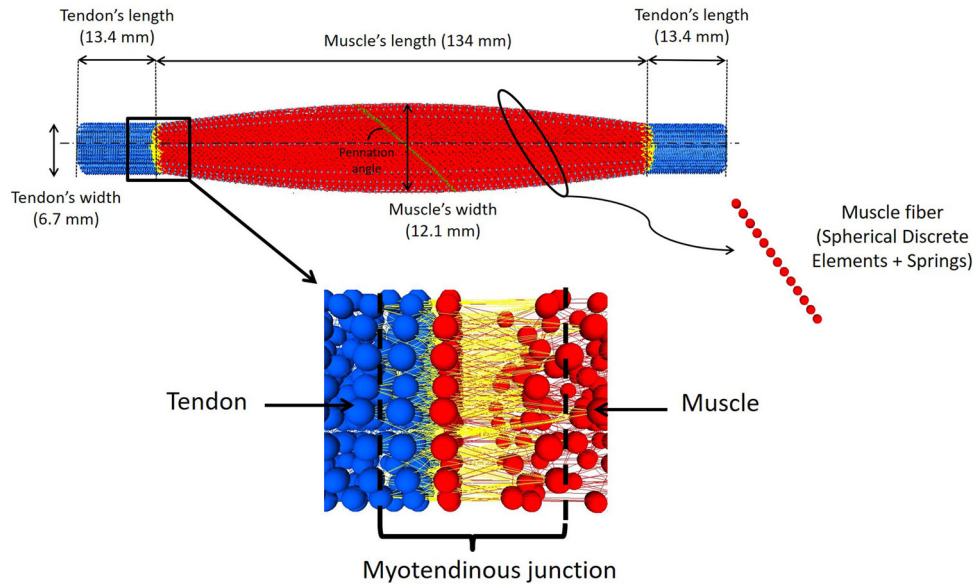 Tendon's length
(13.4 mm)
Muscle's length (134 mm)
Tendon's length
(13.4 mm)
Pennation
angle
Tendon's width
(6.7 mm)
Muscle's width
(12.1 mm)
Muscle fiber
(Spherical Discrete
Elements + Springs)
Tendon
Muscle
Myotendinous junction